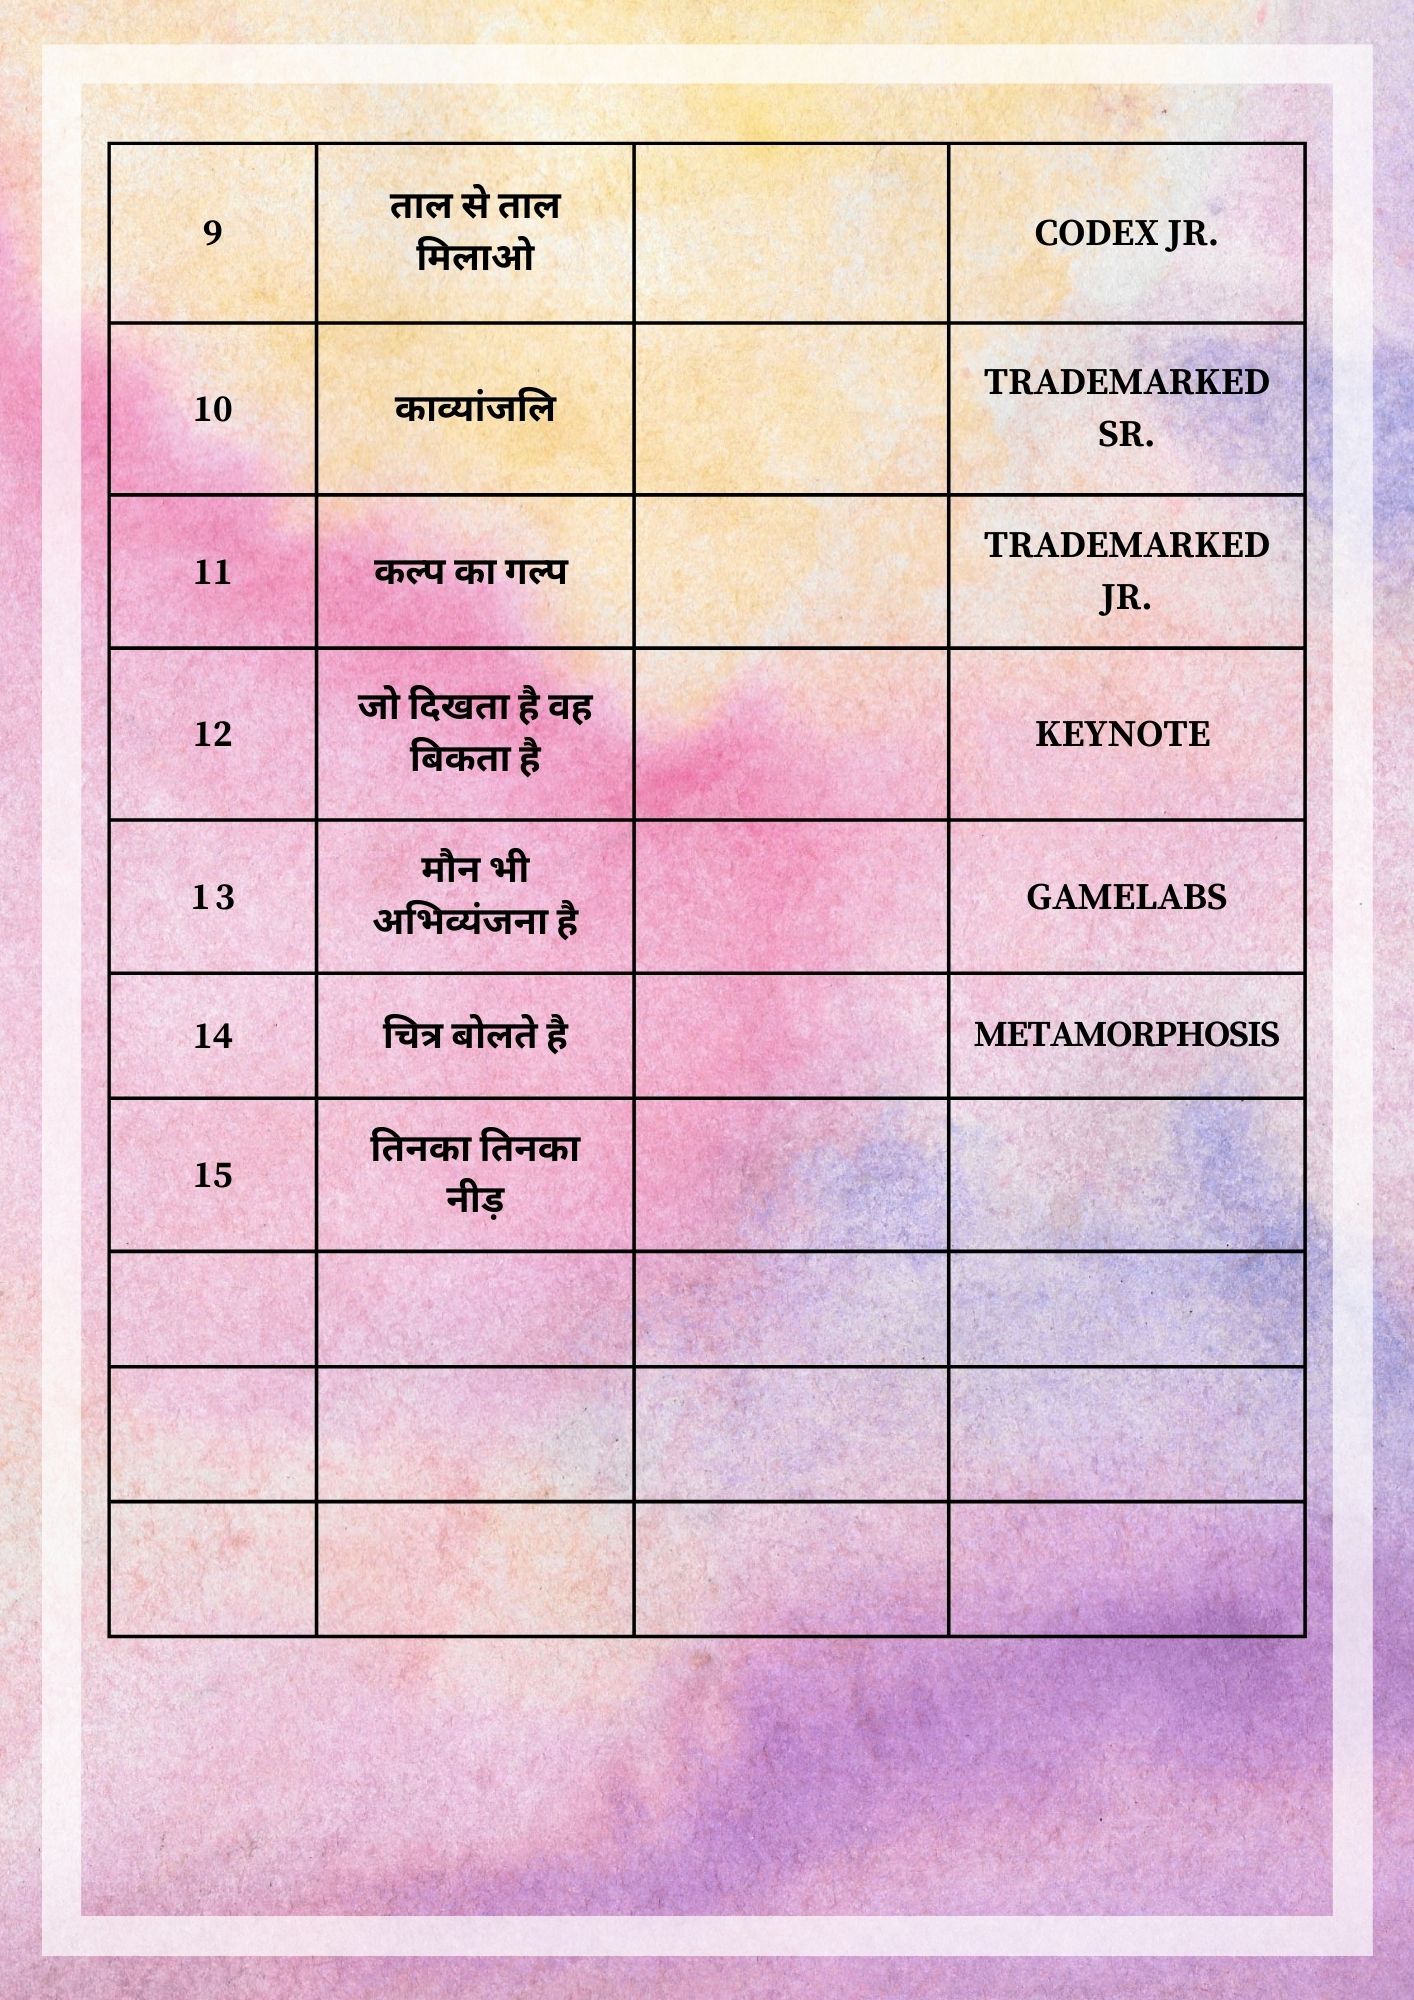 9
ताल से ताल
मिलाओ
CODEX JR.
10
काव्यांजलि
TRADEMARKED
SR.
11
कल्प का गल्प
TRADEMARKED
JR.
12
जो दिखता है वह
बिकता है
KEYNOTE
13
मौन भी
अभिव्यंजना है
GAMELABS
14
चित्र बोलते है
METAMORPHOSIS
15
तिनका तिनका
नीड़